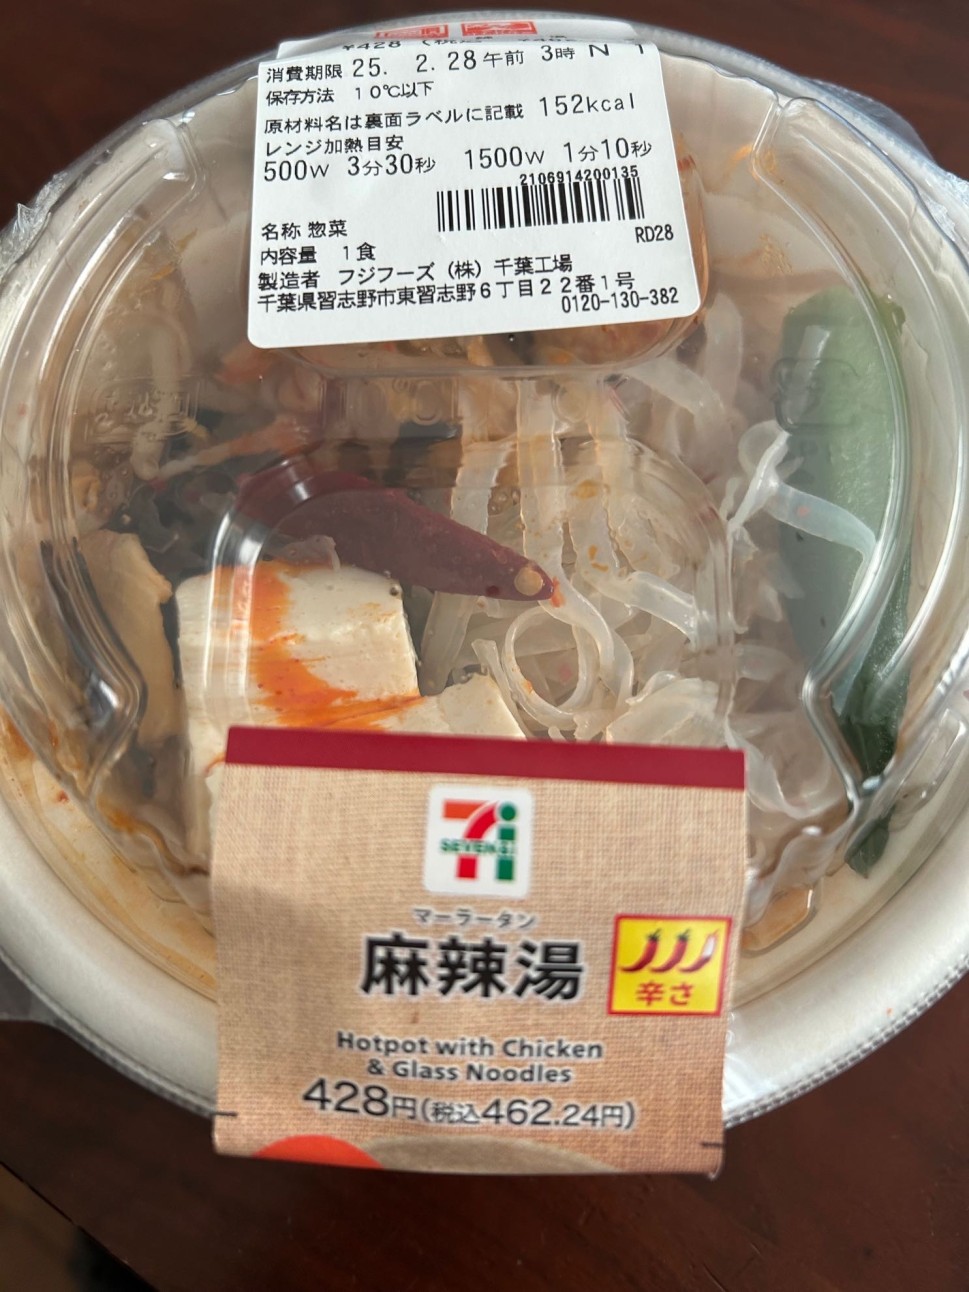 消費期限 25. 2.28午前 3時 N 1
保存方法 10℃以下
原材料名は裏面ラベルに記載 152kcal
レンジ加熱目安
500W 3分30秒 1500W 1分10秒
2106914200135
名称 惣菜
RD28
内容量 1食
製造者 フジフーズ（株）千葉工場
千葉県習志野市東習志野6丁目22番1号
0120-130-382
マーラータン
麻辣湯
辛さ
Hotpot with Chicken
& Glass Noodles
428円(税込462.24円)